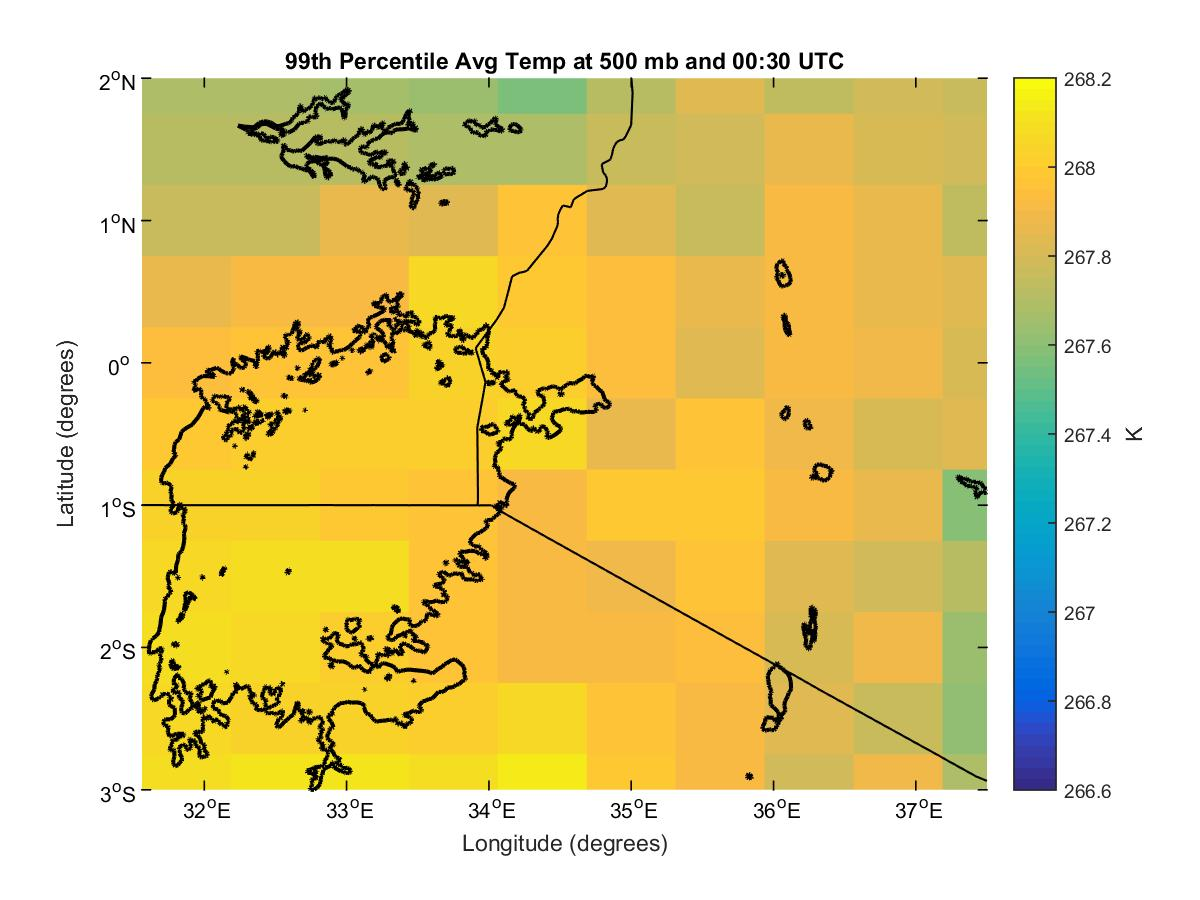 99th Percentile Avg Temp at 500 mb and 00:30 UTC
2°N
1°N
0°
1°S
2°S
3°S
Latitude (degrees)
32°E 33°E 34°E 35°E 36°E 37°E
Longitude (degrees)
268.2
268
267.8
267.6
267.4
267.2
267
266.8
266.6
K